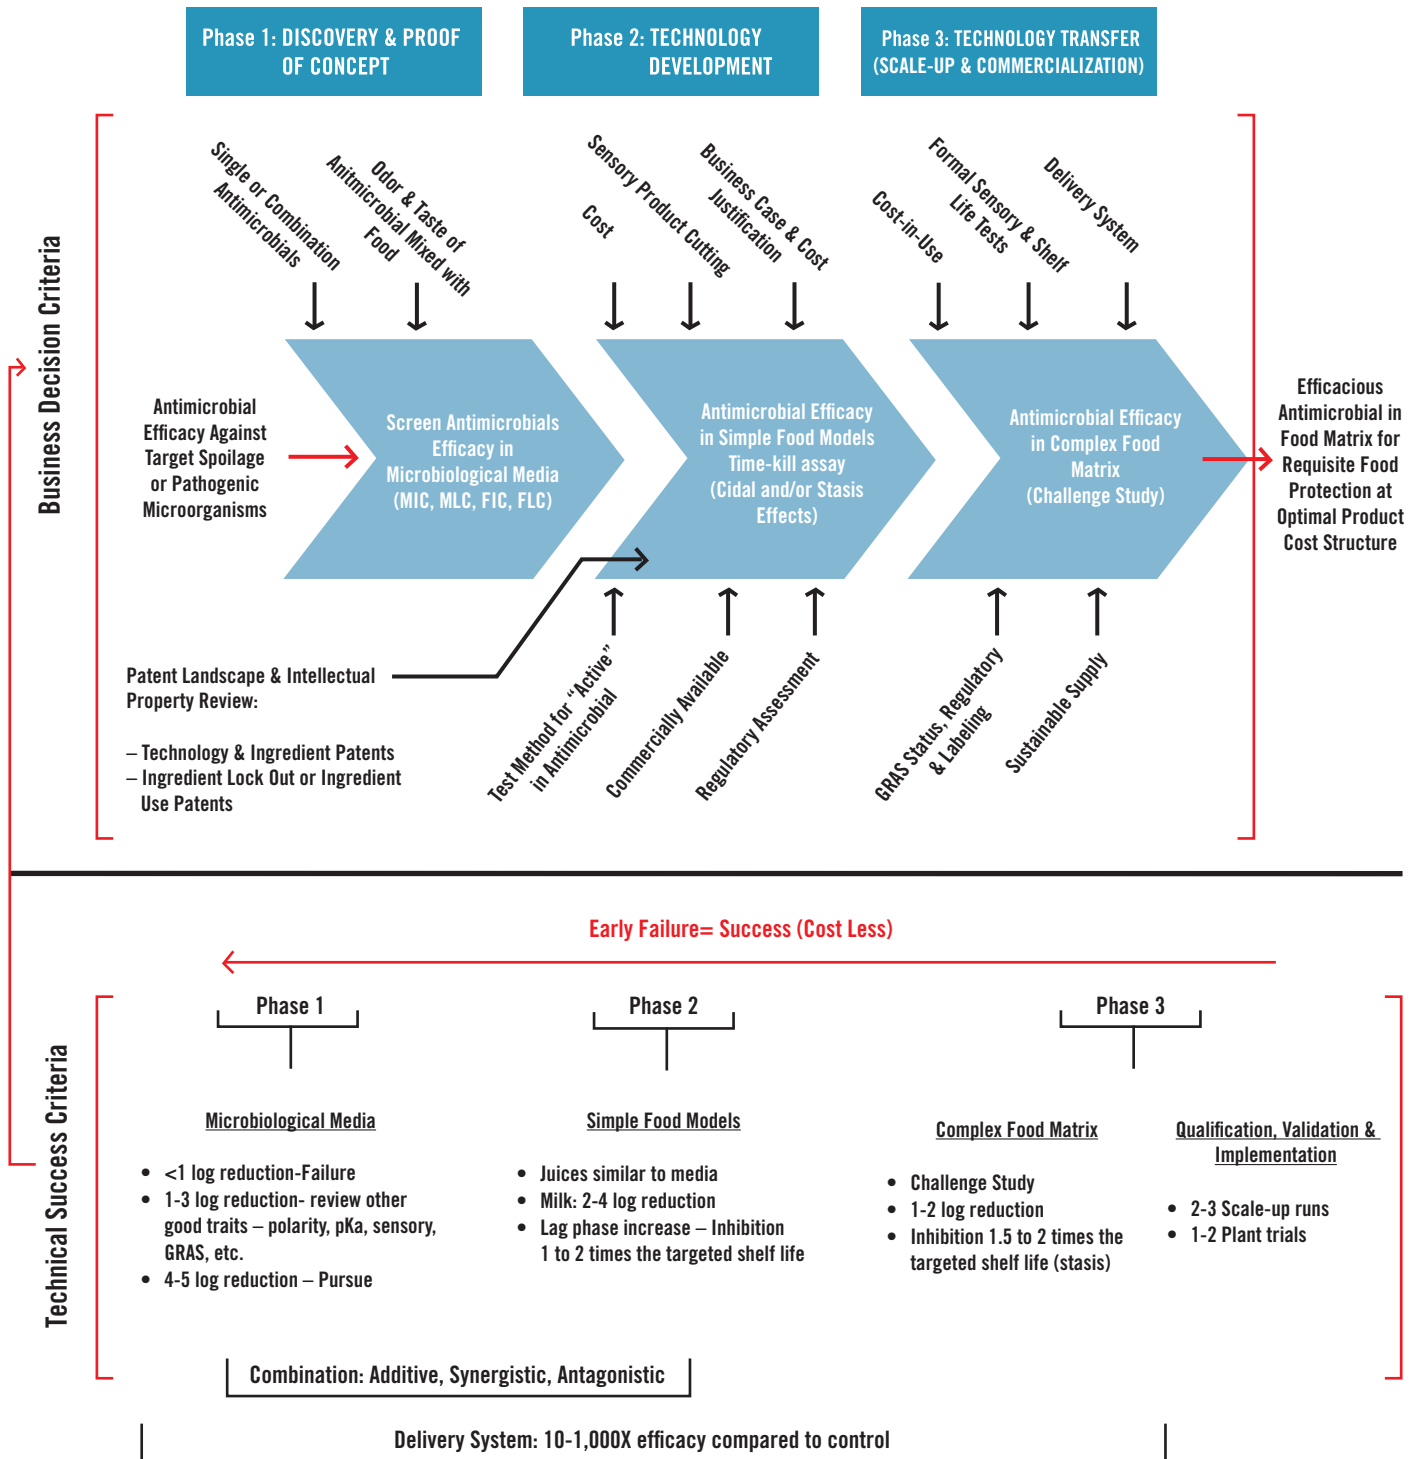 Phase 1: DISCOVERY & PROOF
OF CONCEPT
Phase 2: TECHNOLOGY
DEVELOPMENT
Phase 3: TECHNOLOGY TRANSFER
(SCALE-UP & COMMERCIALIZATION)
Business Decision Criteria
Single or Combination
Antimicrobials
Odor & Taste of
Anitmicrobial Mixed with
Food
Cost
Sensory Product Cutting
Business Case & Cost
Justification
Cost-in-Use
Formal Sensory & Shelf
Life Tests
Delivery System
Antimicrobial
Efficacy Against
Target Spoilage
or Pathogenic
Microorganisms
Screen Antimicrobials
Efficacy in
Microbiological Media
(MIC, MLC, FIC, FLC)
Antimicrobial Efficacy
in Simple Food Models
Time-kill assay
(Cidal and/or Stasis
Effects)
Antimicrobial Efficacy
in Complex Food
Matrix
(Challenge Study)
Efficacious
Antimicrobial in
Food Matrix for
Requisite Food
Protection at
Optimal Product
Cost Structure
Patent Landscape & Intellectual
Property Review:
– Technology & Ingredient Patents
– Ingredient Lock Out or Ingredient
Use Patents
Test Method for “Active”
in Antimicrobial
Commercially Available
Regulatory Assessment
GRAS Status, Regulatory
& Labeling
Sustainable Supply
Early Failure= Success (Cost Less)
Technical Success Criteria
Phase 1
Phase 2
Phase 3
Microbiological Media
• <1 log reduction-Failure
• 1-3 log reduction- review other
good traits – polarity, pKa, sensory,
GRAS, etc.
• 4-5 log reduction – Pursue
Simple Food Models
• Juices similar to media
• Milk: 2-4 log reduction
• Lag phase increase – Inhibition
1 to 2 times the targeted shelf life
Complex Food Matrix
• Challenge Study
• 1-2 log reduction
• Inhibition 1.5 to 2 times the
targeted shelf life (stasis)
Qualification, Validation &
Implementation
• 2-3 Scale-up runs
• 1-2 Plant trials
Combination: Additive, Synergistic, Antagonistic
Delivery System: 10-1,000X efficacy compared to control